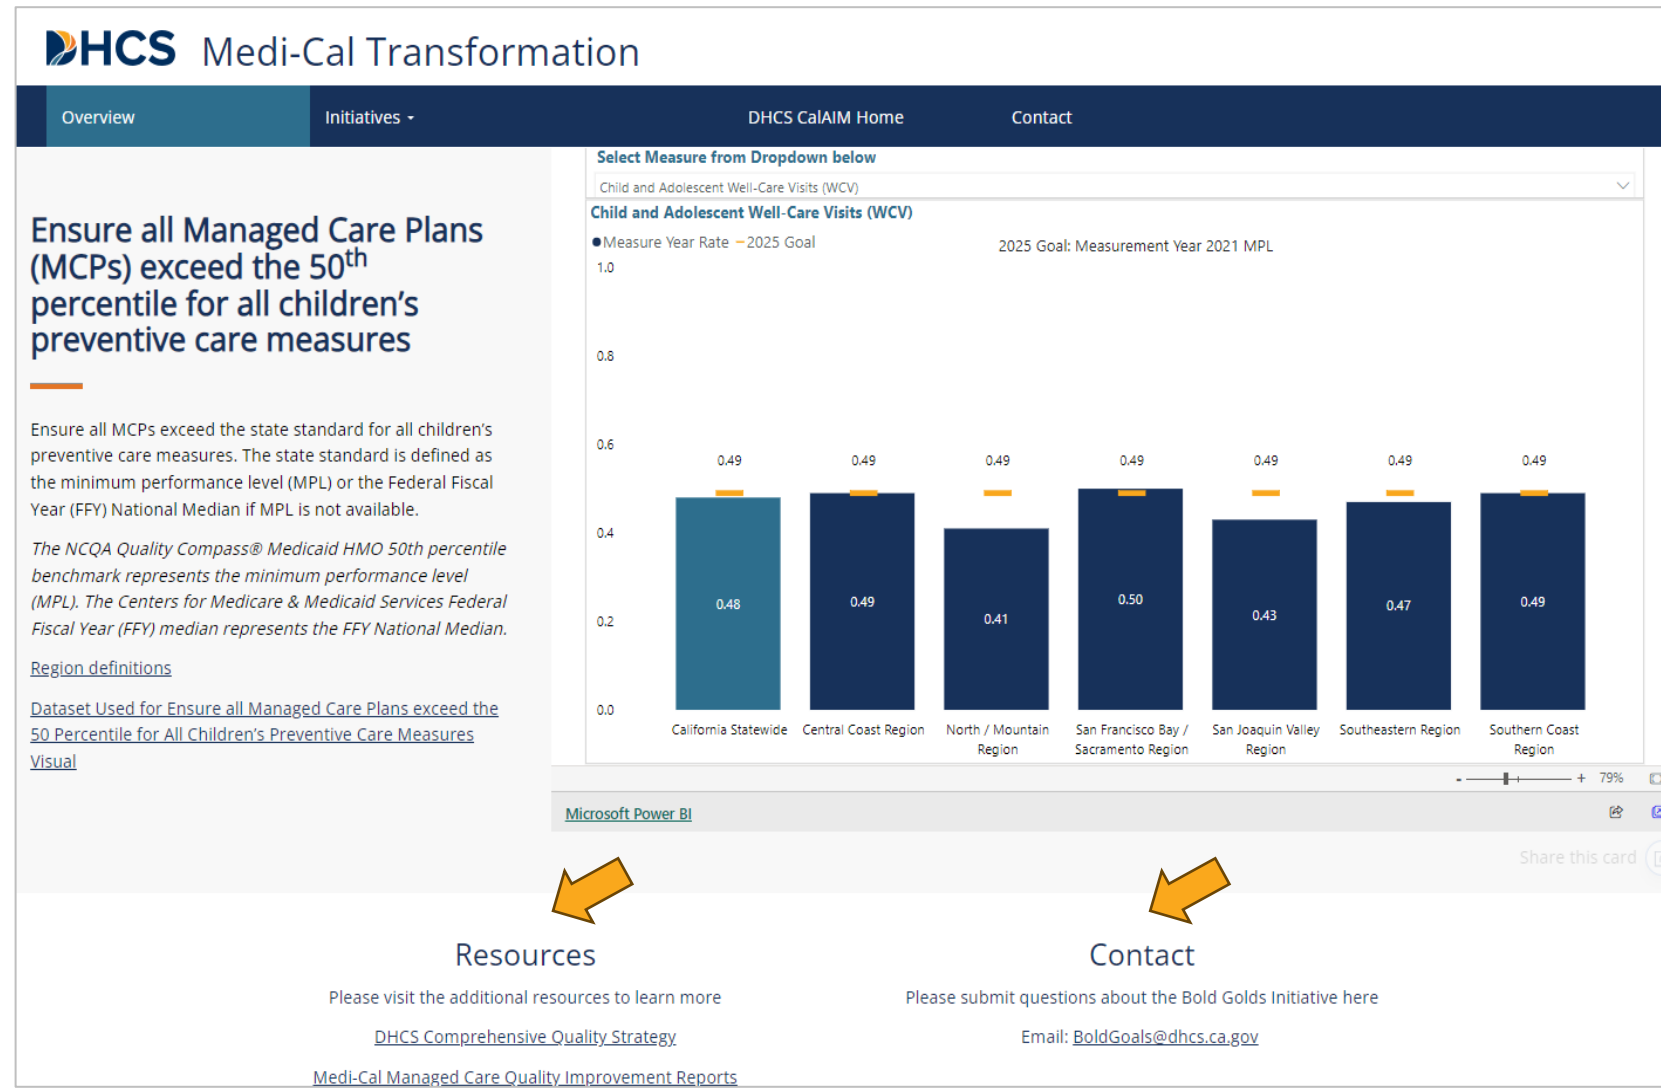 DHCS Medi-Cal Transformation
Overview Initiatives DHCS CalAIM Home Contact
Ensure all Managed Care Plans
(MCPs) exceed the 50th
percentile for all children's
preventive care measures
Ensure all MCPs exceed the state standard for all children's
preventive care measures. The state standard is defined as
the minimum performance level (MPL) or the Federal Fiscal
Year (FFY) National Median if MPL is not available.
The NCQA Quality Compass® Medicaid HMO 50th percentile
benchmark represents the minimum performance level
(MPL). The Centers for Medicare & Medicaid Services Federal
Fiscal Year (FFY) median represents the FFY National Median.
Region definitions
Dataset Used for Ensure all Managed Care Plans exceed the
50 Percentile for All Children's Preventive Care Measures
Visual
Select Measure from Dropdown below
Child and Adolescent Well-Care Visits (WCV)
Child and Adolescent Well-Care Visits (WCV)
Measure Year Rate 2025 Goal
2025 Goal: Measurement Year 2021 MPL
1.0
0.8
0.6
0.4
0.2
0.0
0.49 0.49 0.49 0.49 0.49 0.49 0.49
0.48 0.49 0.41 0.50 0.43 0.47 0.49
California Statewide
Central Coast Region
North / Mountain
Region
San Francisco Bay /
Sacramento Region
San Joaquin Valley
Region
Southeastern Region
Southern Coast
Region
- + 79%
Microsoft Power BI
Share this card
Resources
Please visit the additional resources to learn more
DHCS Comprehensive Quality Strategy
Medi-Cal Managed Care Quality Improvement Reports
Contact
Please submit questions about the Bold Golds Initiative here
Email: BoldGoals@dhcs.ca.gov